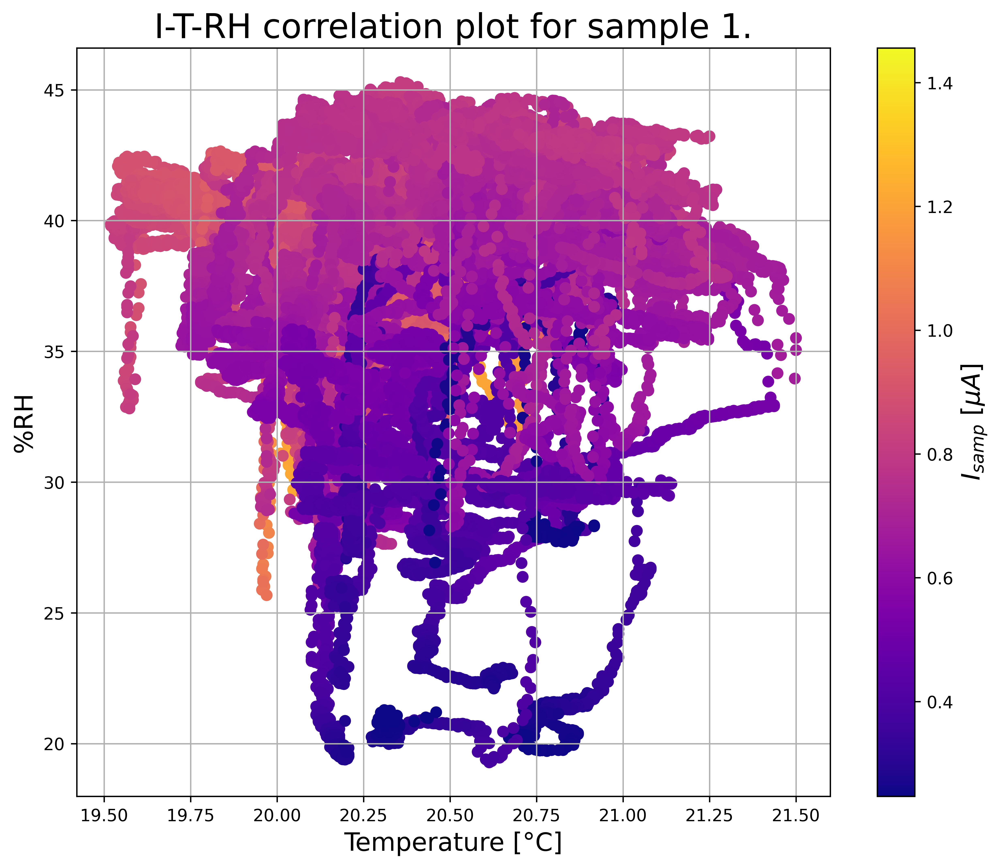 I-T-RH correlation plot for sample 1.
45
40
35
30
25
20
%RH
19.50 19.75 20.00 20.25 20.50 20.75 21.00 21.25 21.50
Temperature [°C]
1.4
1.2
1.0
0.8
0.6
0.4
I_samp [μA]